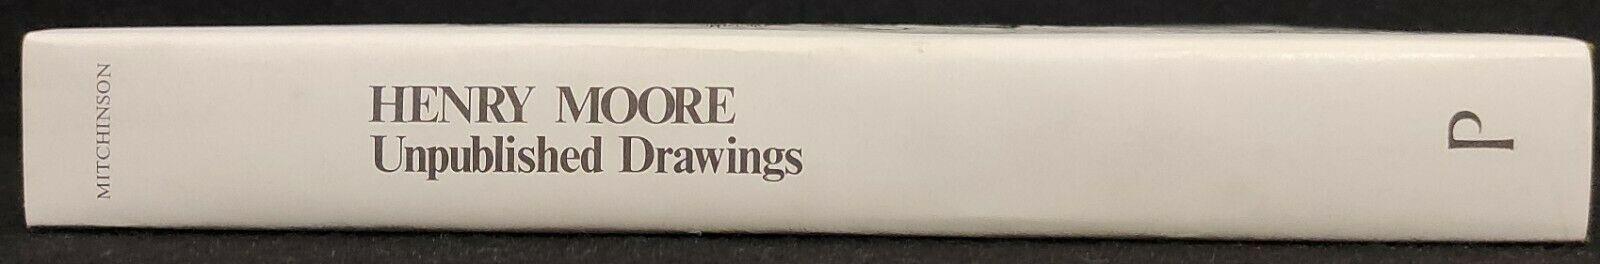 MITCHINSON
HENRY MOORE
Unpublished Drawings
P